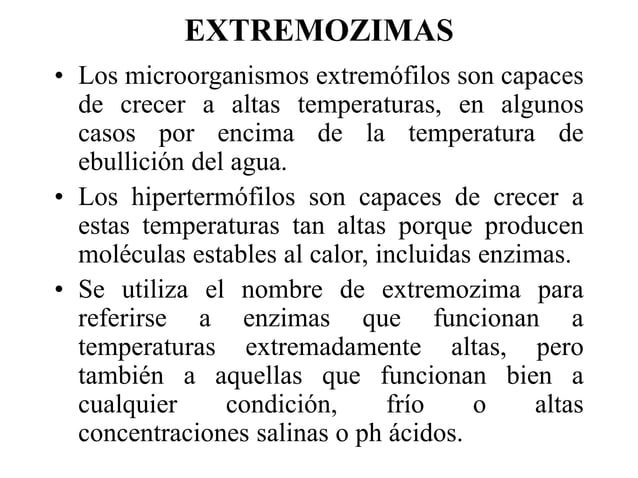 EXTREMOZIMAS
• Los microorganismos extremófilos son capaces
de crecer a altas temperaturas, en algunos
casos por encima de la temperatura de
ebullición del agua.
• Los hipertermófilos son capaces de crecer a
estas temperaturas tan altas porque producen
moléculas estables al calor, incluidas enzimas.
• Se utiliza el nombre de extremozima para
referirse a enzimas que funcionan a
temperaturas extremadamente altas, pero
también a aquellas que funcionan bien a
cualquier condición, frío o altas
concentraciones salinas o ph ácidos.